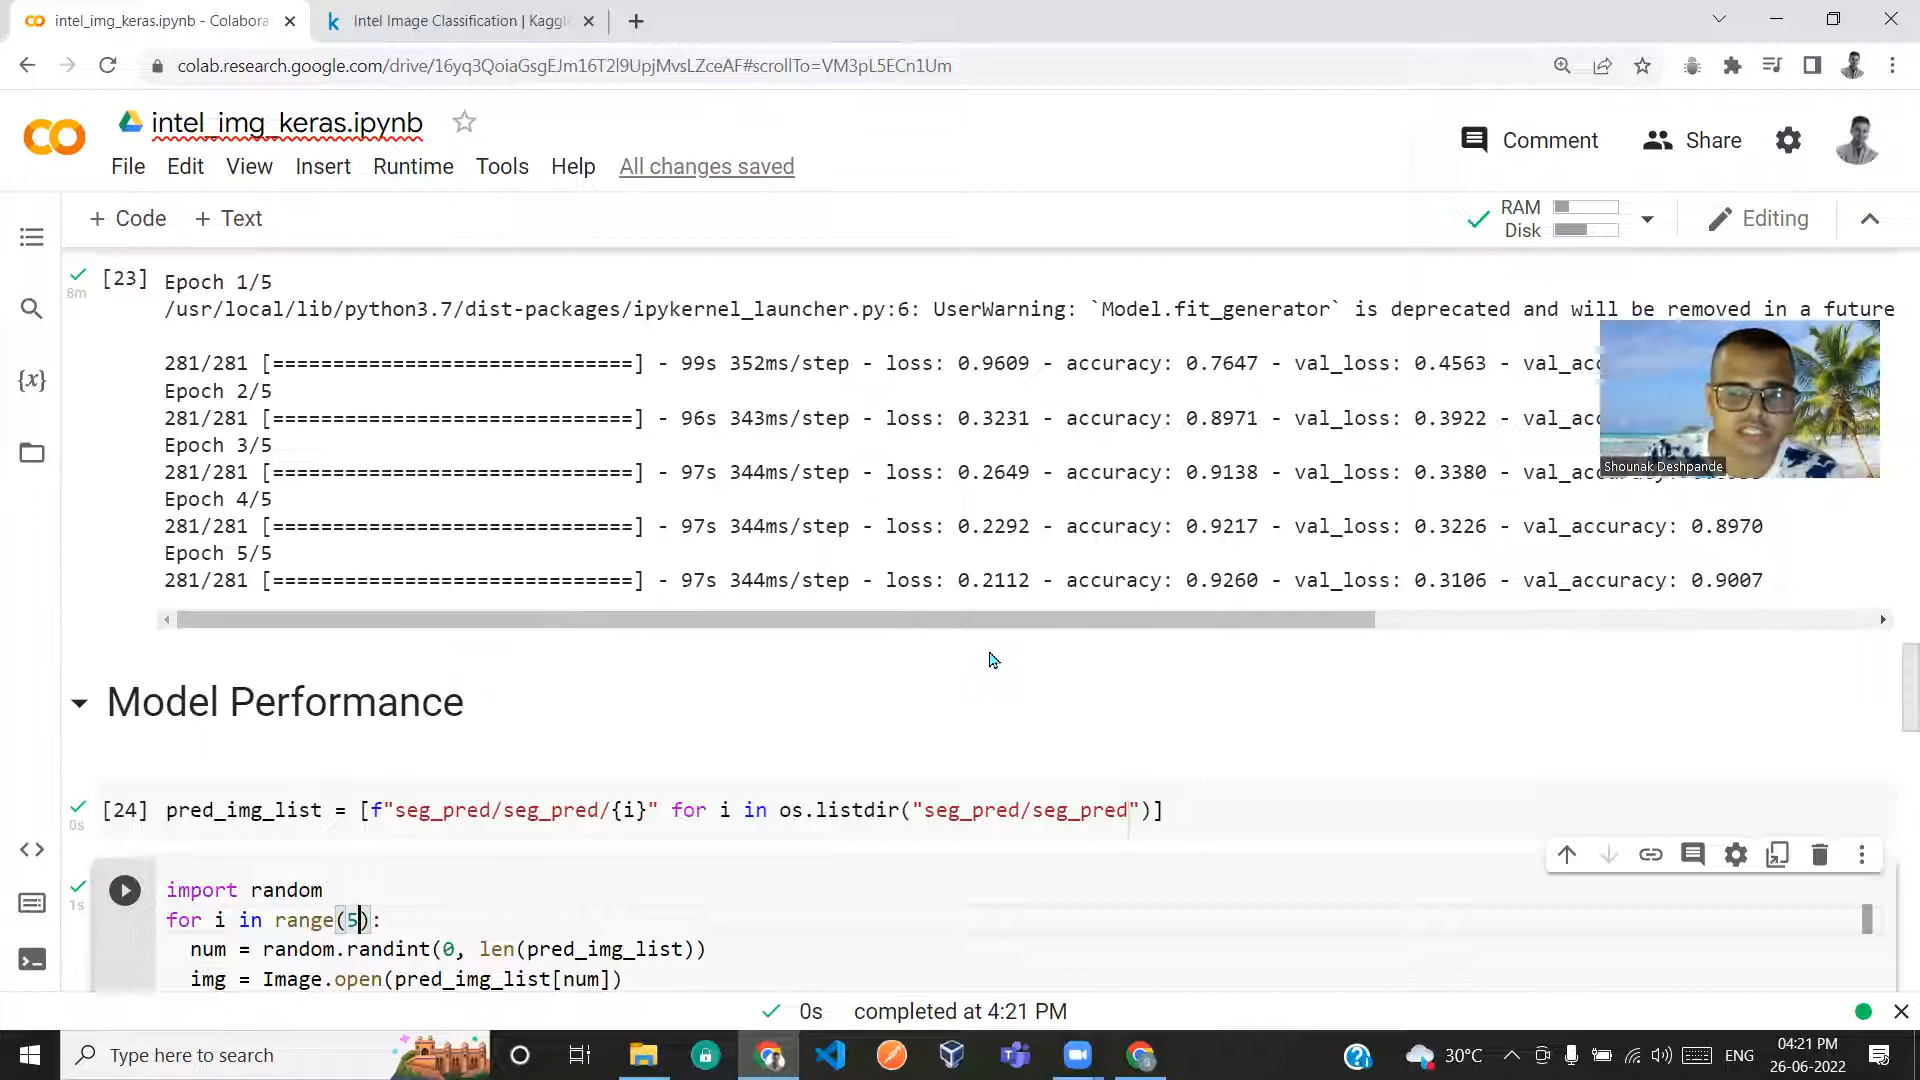 intel_img_keras.ipynb - Colabora
Intel Image Classification | Kaggl
colab.research.google.com/drive/16yq3QoiaGsgEJm16T2l9UpjMvsLZceAF#scrollTo=VM3pL5ECn1Um
intel_img_keras.ipynb
Comment
Share
File Edit View Insert Runtime Tools Help All changes saved
+ Code + Text
RAM
Disk
Editing
[23]
8m
Epoch 1/5
/usr/local/lib/python3.7/dist-packages/ipykernel_launcher.py:6: UserWarning: `Model.fit_generator` is deprecated and will be removed in a future
281/281 [==============================] - 99s 352ms/step - loss: 0.9609 - accuracy: 0.7647 - val_loss: 0.4563 - val_acc
Epoch 2/5
281/281 [==============================] - 96s 343ms/step - loss: 0.3231 - accuracy: 0.8971 - val_loss: 0.3922 - val_acc
Epoch 3/5
281/281 [==============================] - 97s 344ms/step - loss: 0.2649 - accuracy: 0.9138 - val_loss: 0.3380 - val_acc
Shounak Deshpande
Epoch 4/5
281/281 [==============================] - 97s 344ms/step - loss: 0.2292 - accuracy: 0.9217 - val_loss: 0.3226 - val_accuracy: 0.8970
Epoch 5/5
281/281 [==============================] - 97s 344ms/step - loss: 0.2112 - accuracy: 0.9260 - val_loss: 0.3106 - val_accuracy: 0.9007
Model Performance
[24] pred_img_list = [f"seg_pred/seg_pred/{i}" for i in os.listdir("seg_pred/seg_pred")]
0s
import random
1s
for i in range(5):
num = random.randint(0, len(pred_img_list))
img = Image.open(pred_img_list[num])
0s completed at 4:21 PM
Type here to search
30°C
ENG
04:21 PM
26-06-2022